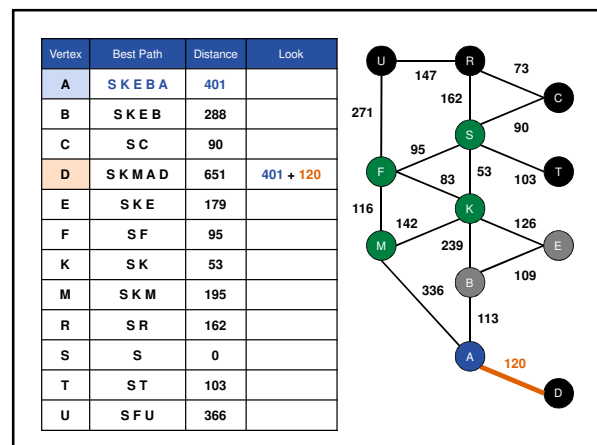 Vertex Best Path Distance Look
A S K E B A 401
B S K E B 288
C S C 90
D S K M A D 651 401 + 120
E S K E 179
F S F 95
K S K 53
M S K M 195
R S R 162
S S 0
T S T 103
U S F U 366
U R
147 73
C
271 162
90
S
95
F 53 103 T
83
K
116 142 126
M 239 E
B 109
336
113
A
120
D